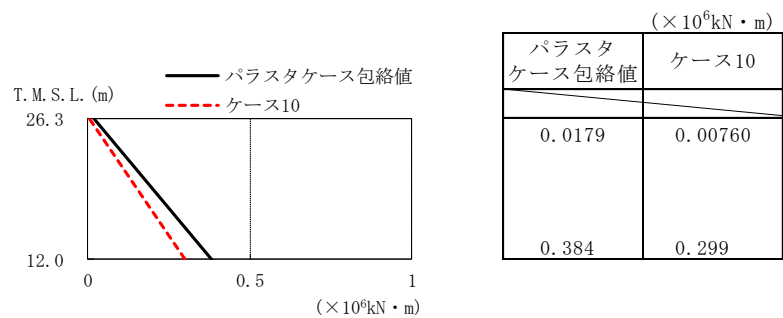 パラスタケース包絡値
ケース10
T.M.S.L.(m)
26.3
12.0
0
0.5
1
(×10⁶kN・m)
(×10⁶kN・m)
パラスタ
ケース包絡値
ケース10
0.0179
0.00760
0.384
0.299